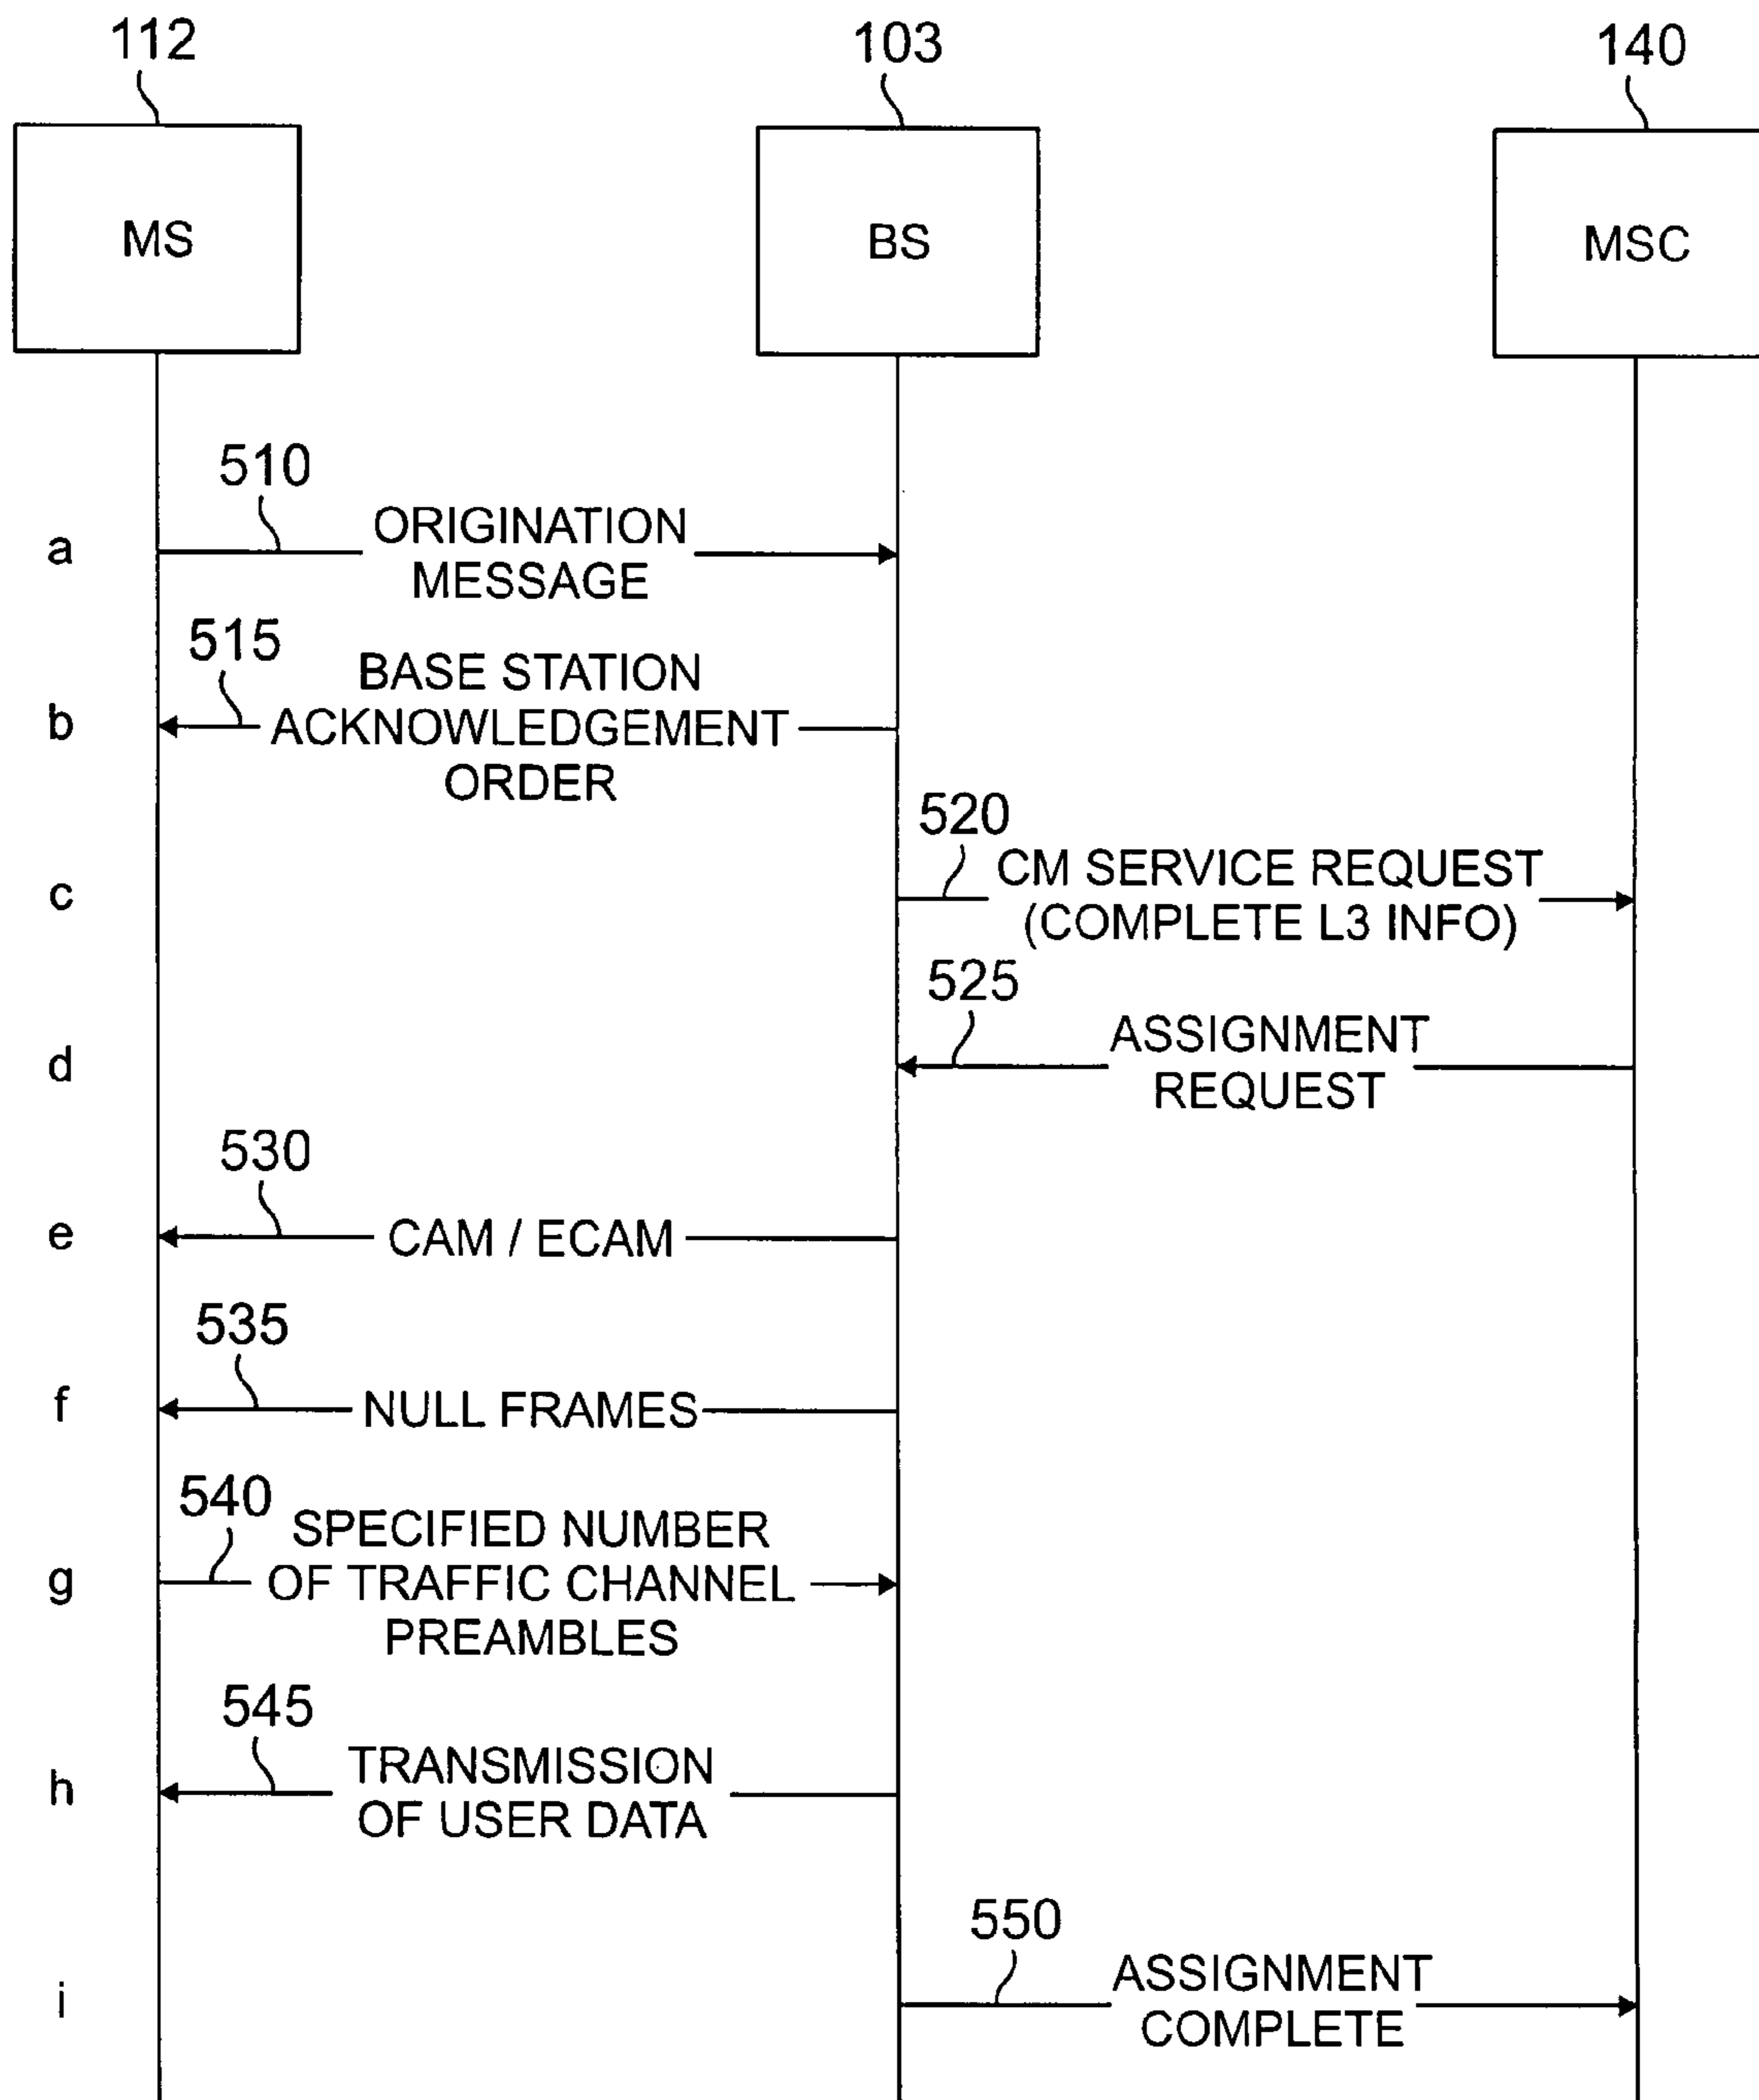 112
103
140
MS
BS
MSC
510
a
ORIGINATION
MESSAGE
515
b
BASE STATION
ACKNOWLEDGEMENT
ORDER
520
c
CM SERVICE REQUEST
(COMPLETE L3 INFO)
525
d
ASSIGNMENT
REQUEST
530
e
CAM / ECAM
535
f
NULL FRAMES
540
g
SPECIFIED NUMBER
OF TRAFFIC CHANNEL
PREAMBLES
545
h
TRANSMISSION
OF USER DATA
550
i
ASSIGNMENT
COMPLETE